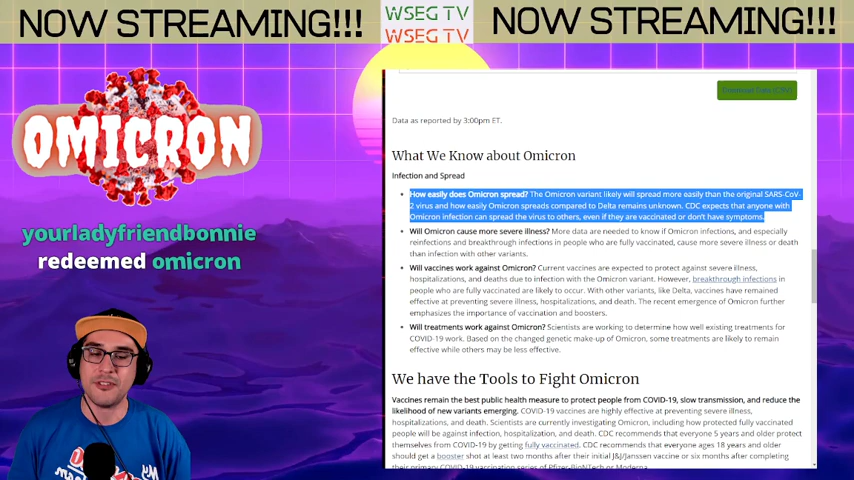 NOW STREAMING!!!
WSEG TV
WSEG TV
NOW STREAMING!!!
OMICRON
yourladyfriendbonnie
redeemed omicron
Download Data (CSV)
Data as reported by 3:00pm ET.
What We Know about Omicron
Infection and Spread
• How easily does Omicron spread? The Omicron variant likely will spread more easily than the original SARS-CoV-
2 virus and how easily Omicron spreads compared to Delta remains unknown. CDC expects that anyone with
Omicron infection can spread the virus to others, even if they are vaccinated or don't have symptoms.
• Will Omicron cause more severe illness? More data are needed to know if Omicron infections, and especially
reinfections and breakthrough infections in people who are fully vaccinated, cause more severe illness or death
than infection with other variants.
• Will vaccines work against Omicron? Current vaccines are expected to protect against severe illness,
hospitalizations, and deaths due to infection with the Omicron variant. However, breakthrough infections in
people who are fully vaccinated are likely to occur. With other variants, like Delta, vaccines have remained
effective at preventing severe illness, hospitalizations, and death. The recent emergence of Omicron further
emphasizes the importance of vaccination and boosters.
• Will treatments work against Omicron? Scientists are working to determine how well existing treatments for
COVID-19 work. Based on the changed genetic make-up of Omicron, some treatments are likely to remain
effective while others may be less effective.
We have the Tools to Fight Omicron
Vaccines remain the best public health measure to protect people from COVID-19, slow transmission, and reduce the
likelihood of new variants emerging. COVID-19 vaccines are highly effective at preventing severe illness,
hospitalizations, and death. Scientists are currently investigating Omicron, including how protected fully vaccinated
people will be against infection, hospitalization, and death. CDC recommends that everyone 5 years and older protect
themselves from COVID-19 by getting fully vaccinated. CDC recommends that everyone ages 18 years and older
should get a booster shot at least two months after their initial J&J/Janssen vaccine or six months after completing
their primary COVID-19 vaccination series of Pfizer-BioNTech or Moderna.